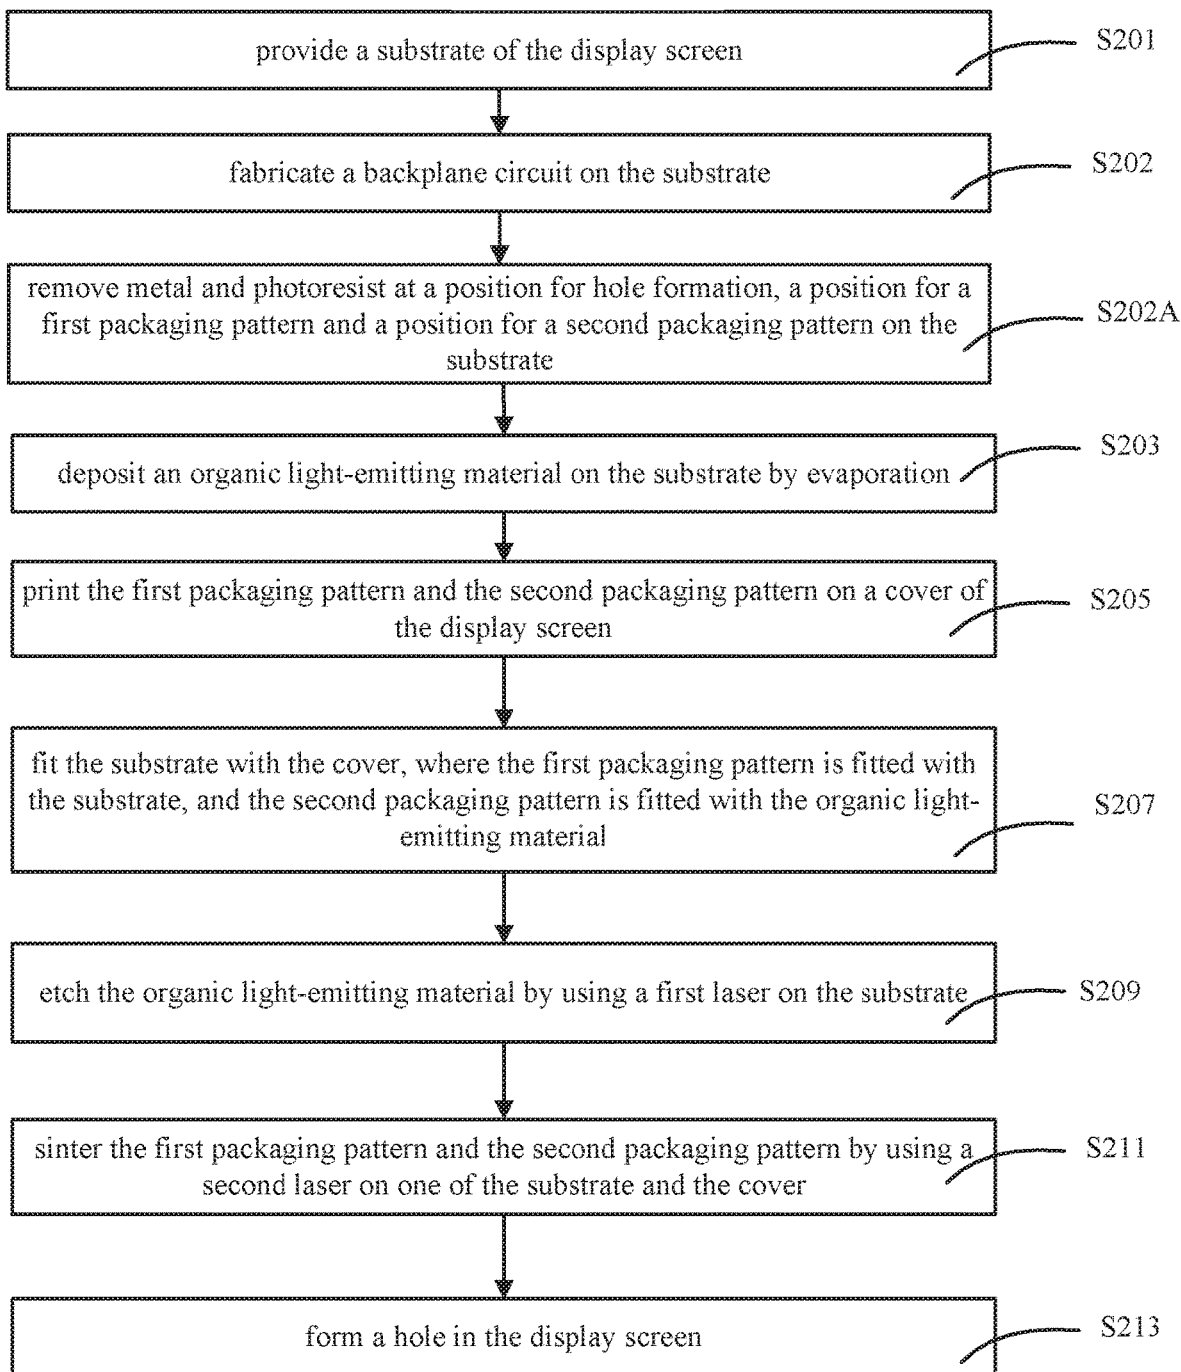 provide a substrate of the display screen
S201
fabricate a backplane circuit on the substrate
S202
remove metal and photoresist at a position for hole formation, a position for a
first packaging pattern and a position for a second packaging pattern on the
substrate
S202A
deposit an organic light-emitting material on the substrate by evaporation
S203
print the first packaging pattern and the second packaging pattern on a cover of
the display screen
S205
fit the substrate with the cover, where the first packaging pattern is fitted with
the substrate, and the second packaging pattern is fitted with the organic light-
emitting material
S207
etch the organic light-emitting material by using a first laser on the substrate
S209
sinter the first packaging pattern and the second packaging pattern by using a
second laser on one of the substrate and the cover
S211
form a hole in the display screen
S213